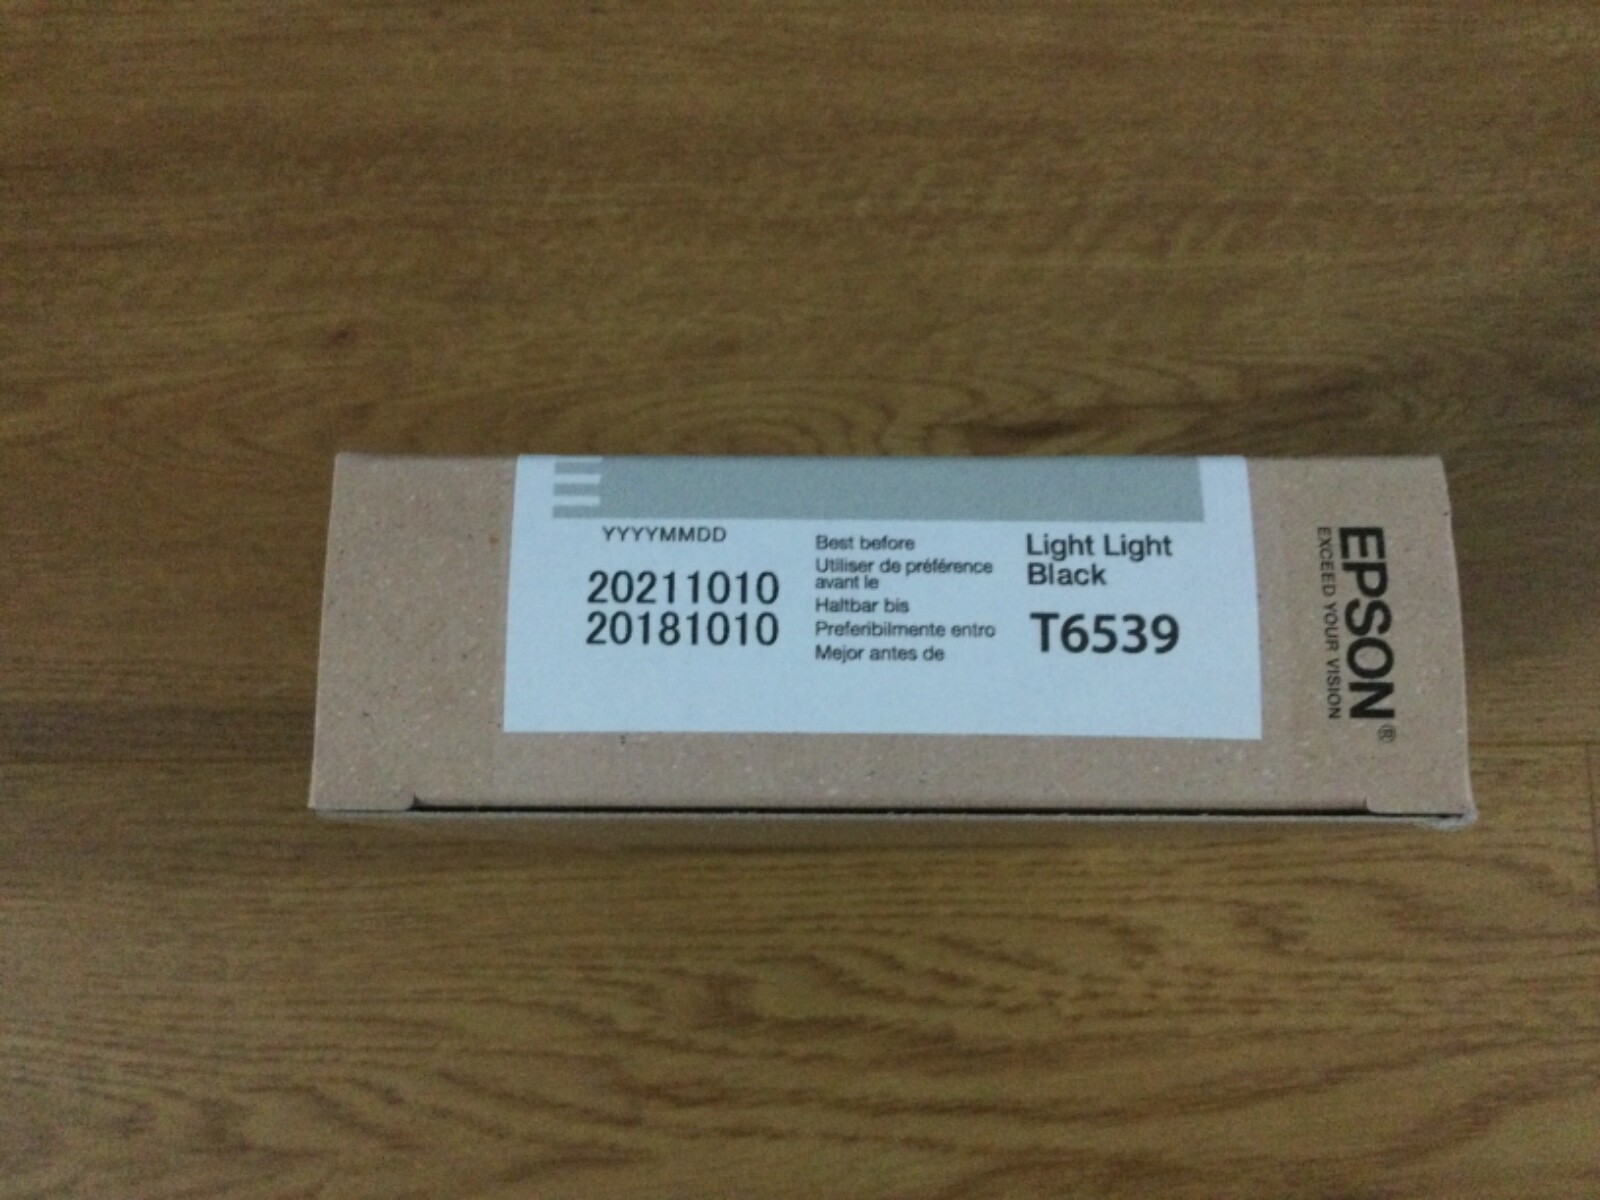 YYYYMMDD
20211010
20181010
Best before
Utiliser de préférence
avant le
Haltbar bis
Preferibilmente entro
Mejor antes de
Light Light
Black
T6539
EPSON®
EXCEED YOUR VISION